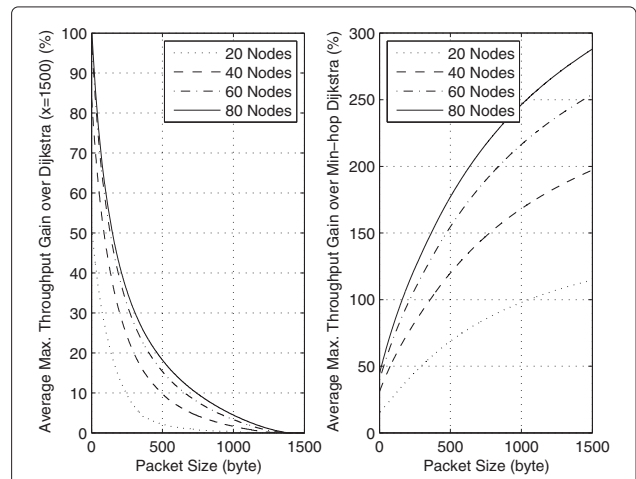 Average Max. Throughput Gain over Dijkstra (x=1500) (%)
100
90
80
70
60
50
40
30
20
10
0
0
500
1000
1500
Packet Size (byte)
20 Nodes
40 Nodes
60 Nodes
80 Nodes
Average Max. Throughput Gain over Min−hop Dijkstra (%)
300
250
200
150
100
50
0
0
500
1000
1500
Packet Size (byte)
20 Nodes
40 Nodes
60 Nodes
80 Nodes